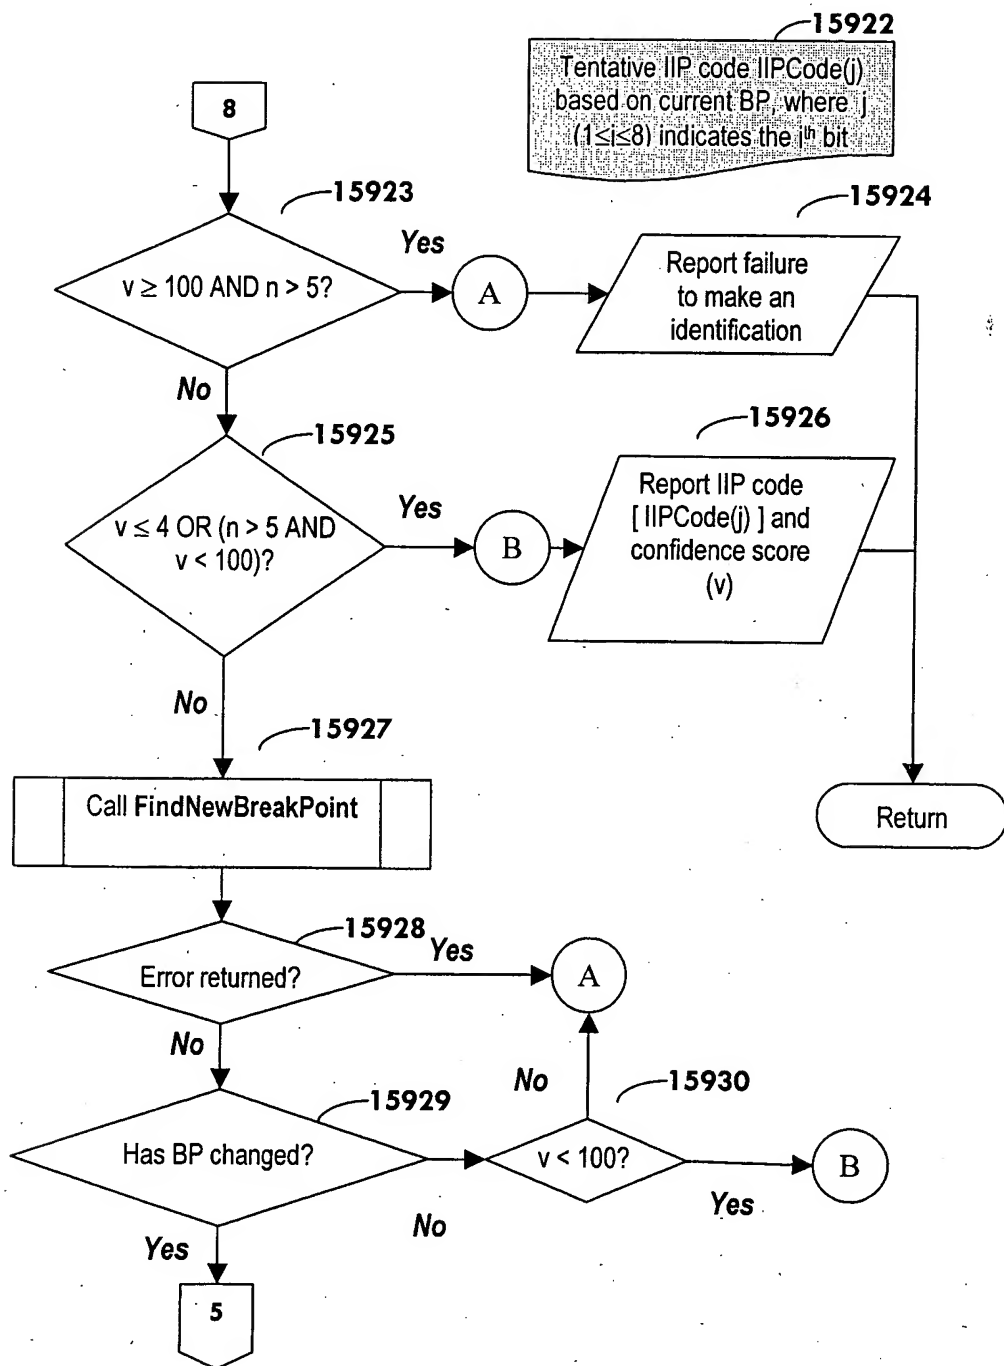 15922
Tentative IIP code IIPCode(j)
based on current BP, where j
(1≤i≤8) indicates the jth bit
8
15923
v ≥ 100 AND n > 5?
Yes
A
15924
Report failure
to make an
identification
No
15925
v ≤ 4 OR (n > 5 AND
v < 100)?
Yes
B
15926
Report IIP code
[ IIPCode(j) ] and
confidence score
(v)
No
15927
Call FindNewBreakPoint
Return
15928
Error returned?
Yes
A
No
15929
Has BP changed?
No
15930
v < 100?
No
Yes
B
Yes
5